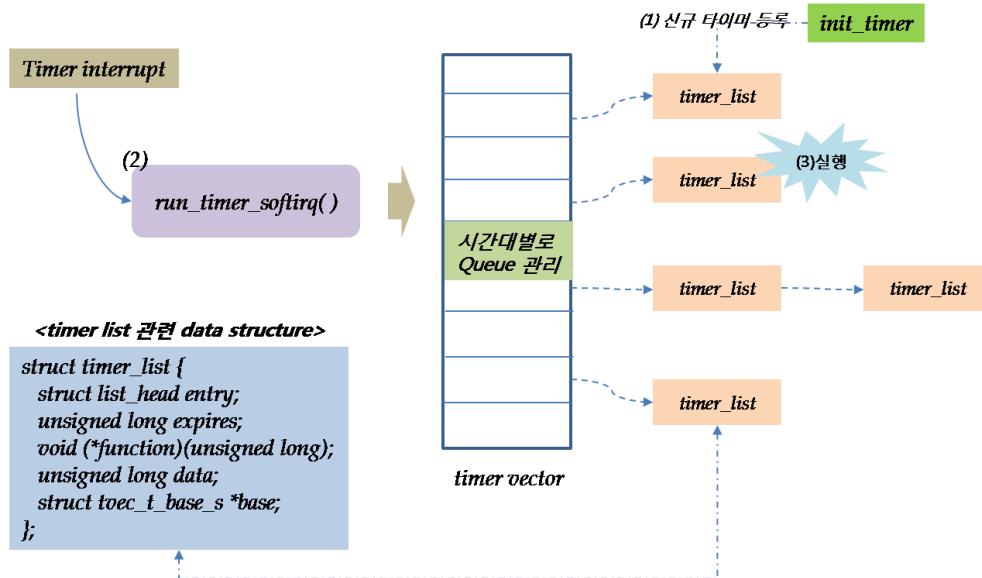 (1) 신규 타이머 등록
init_timer
Timer interrupt
timer_list
(2)
run_timer_softirq( )
timer_list
(3)실행
시간대별로
Queue 관리
timer_list
timer_list
timer_list
timer vector
<timer list 관련 data structure>
struct timer_list {
struct list_head entry;
unsigned long expires;
void (*function)(unsigned long);
unsigned long data;
struct tvec_t_base_s *base;
};